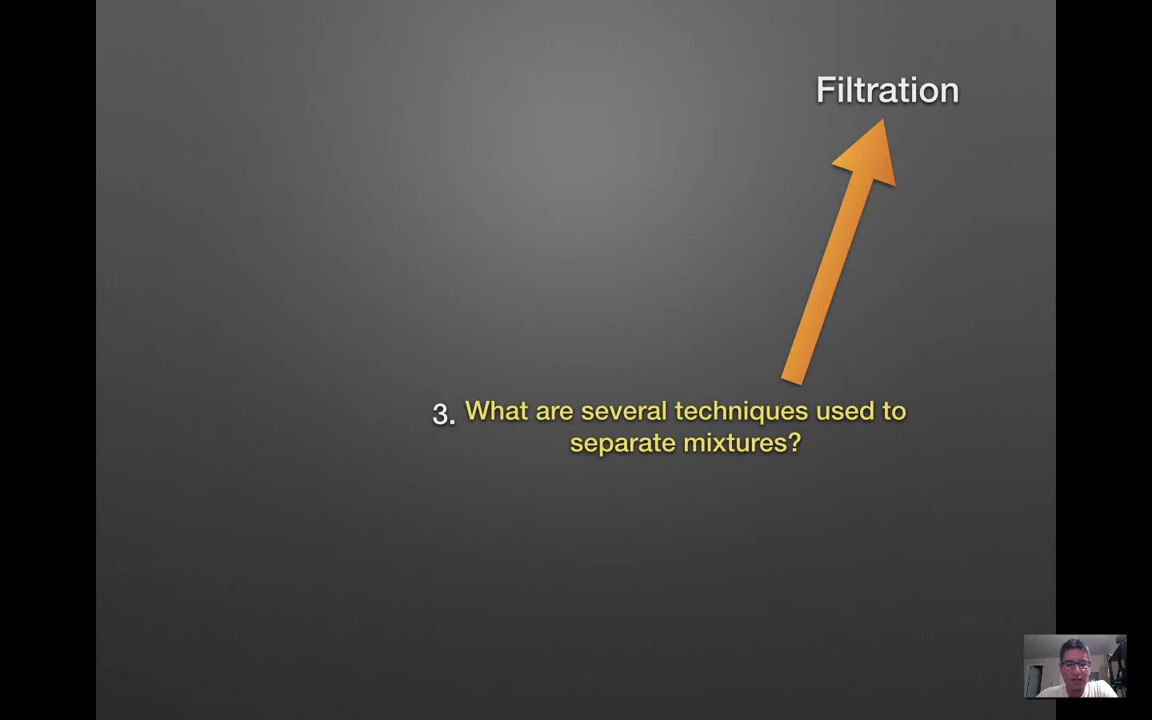 Filtration
3. What are several techniques used to
separate mixtures?